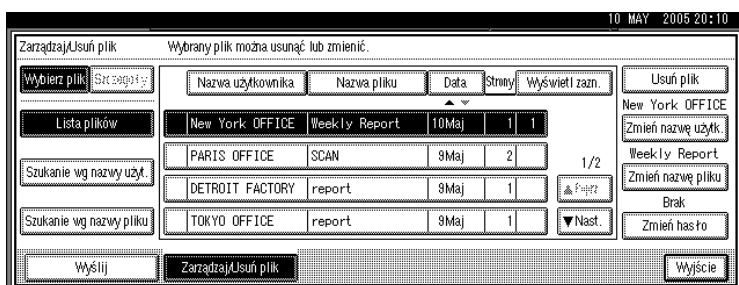 10 MAY 2005 20:10
Zarządzaj/Usuń plik Wybrany plik można usunąć lub zmienić.
Wybierz plik Szczegóły Nazwa użytkownika Nazwa pliku Data Strony Wyświetl zazn. Usuń plik
▲ ▼
New York OFFICE
Lista plików New York OFFICE Weekly Report 10Maj 1 1 Zmień nazwę użytk.
PARIS OFFICE SCAN 9Maj 2 1/2 Weekly Report
Szukanie wg nazwy użyt. DETROIT FACTORY report 9Maj 1 ▲ Zmień nazwę pliku
Brak
Szukanie wg nazwy pliku TOKYO OFFICE report 9Maj 1 ▼Nast. Zmień hasło
Wyślij Zarządzaj/Usuń plik Wyjście